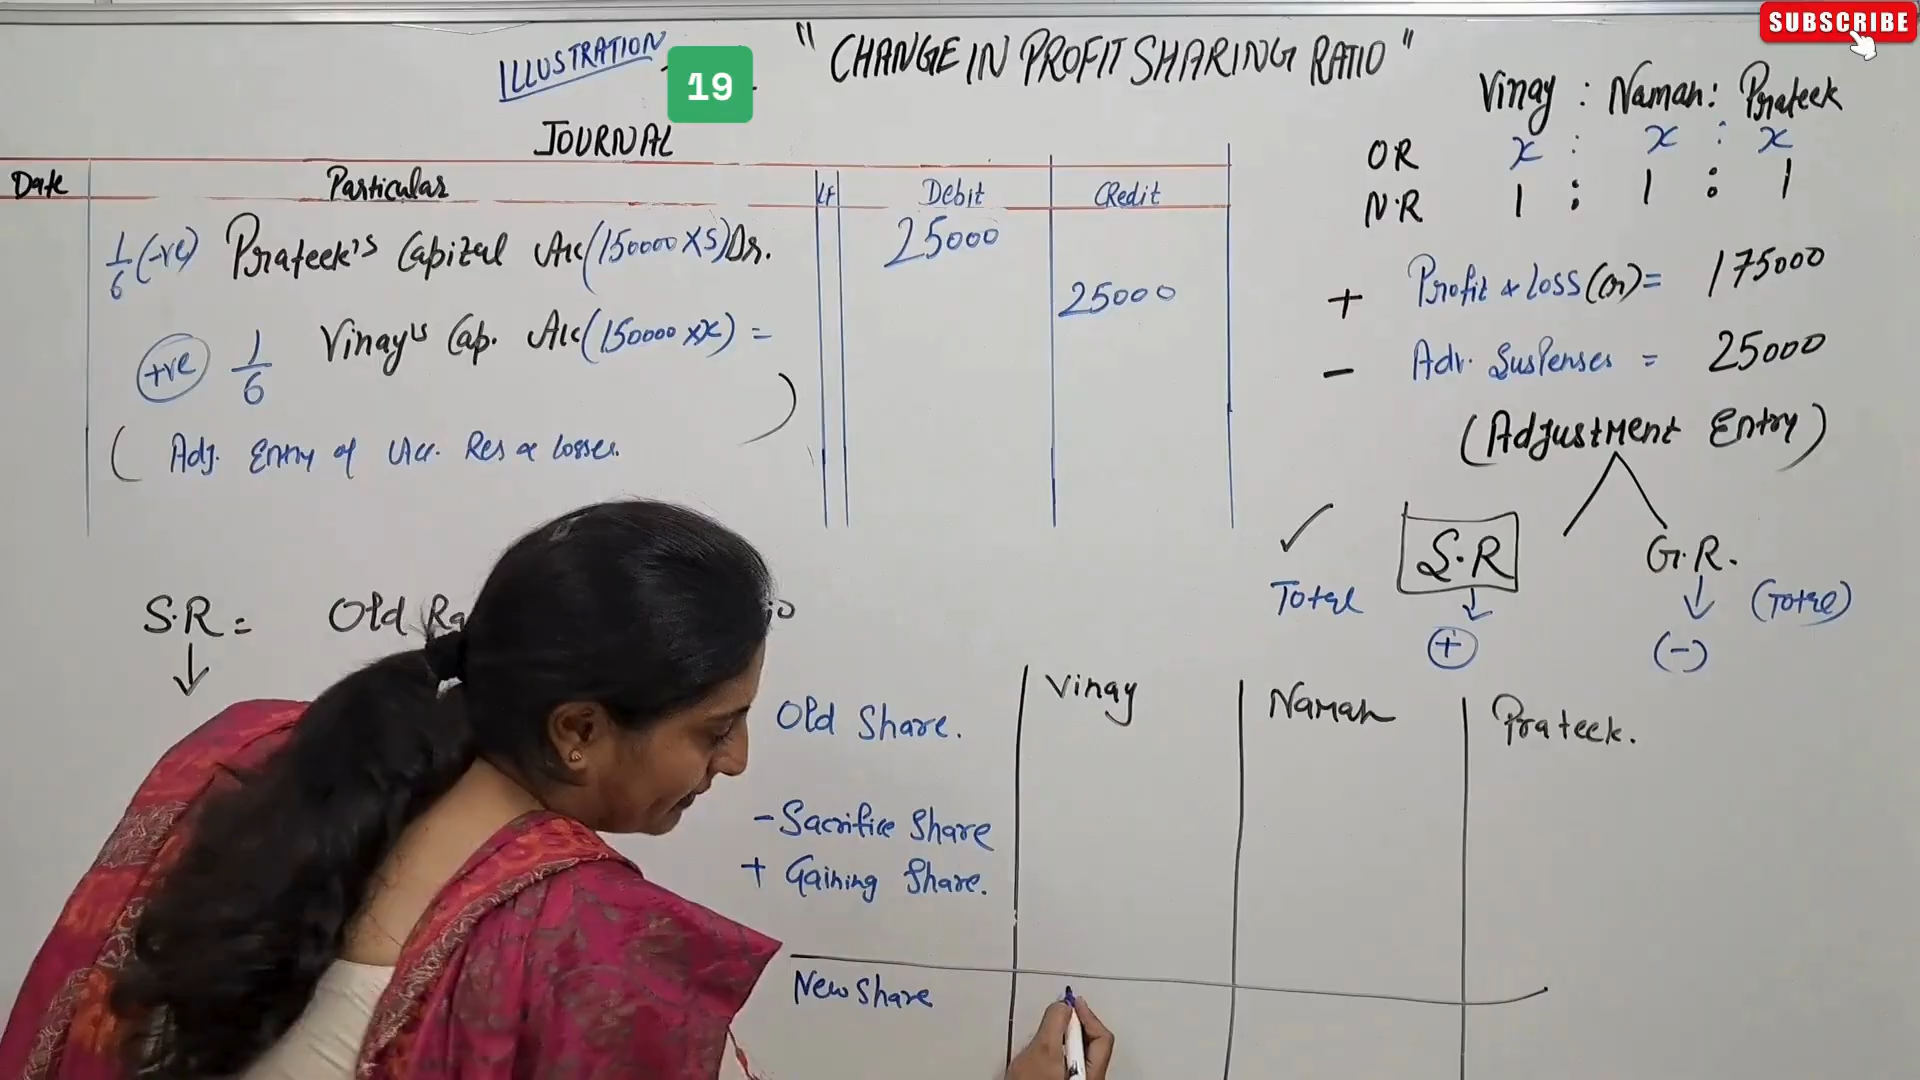 SUBSCRIBE
ILLUSTRATION - 19.
" CHANGE IN PROFIT SHARING RATIO "
JOURNAL
Date Particular LF Debit Credit
1/6 (-ve) Prateek's Capital A/c (150000 X S) Dr. 25000
25000
+ve 1/6 Vinay's Cap. A/c (150000 X x) =
( Adj. Entry of Acc. Res & losses. )
Vinay : Naman : Prateek
OR x : x : x
N.R 1 : 1 : 1
+ Profit & Loss (Cr) = 175000
- Adv. Suspenses = 25000
(Adjustment Entry)
✓ S.R G.R.
Total ↓ ↓ (Total)
+ (-)
S.R = Old Ra
↓
Vinay Naman Prateek.
Old Share.
- Sacrifice Share
+ Gaining Share.
New Share